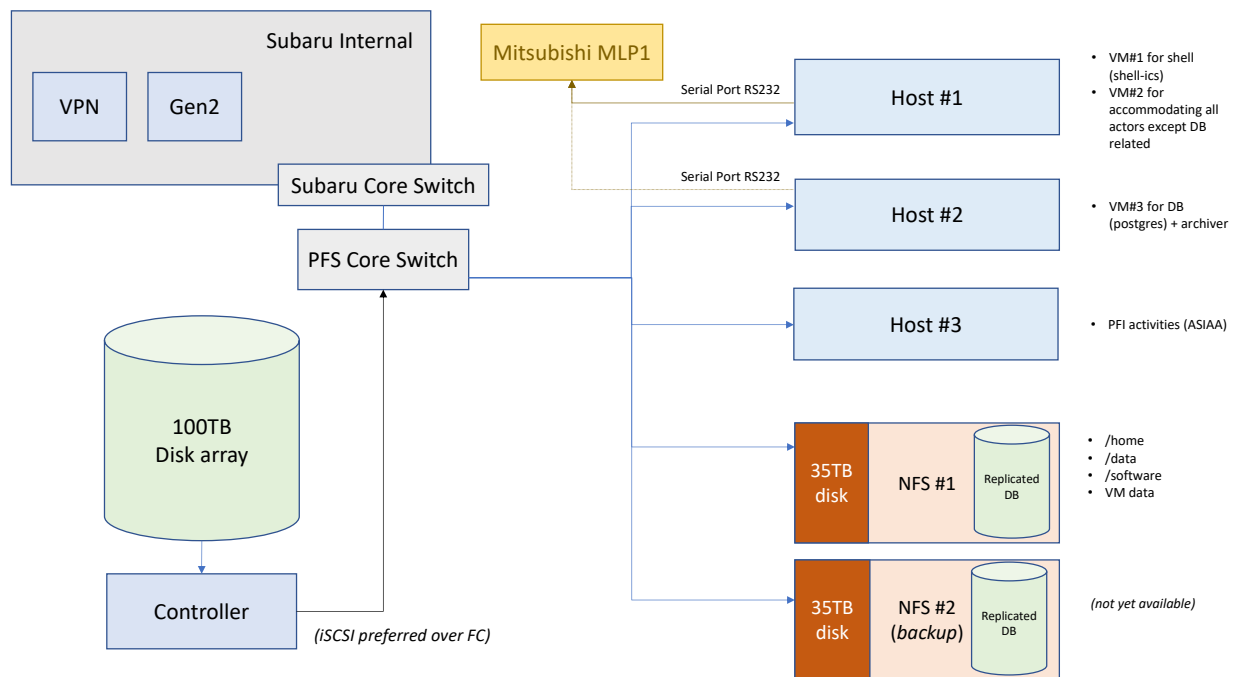 Subaru Internal
VPN
Gen2
Subaru Core Switch
PFS Core Switch
100TB
Disk array
Controller
(iSCSI preferred over FC)
Mitsubishi MLP1
Serial Port RS232
Host #1
• VM#1 for shell
(shell-ics)
• VM#2 for
accommodating all
actors except DB
related
Serial Port RS232
Host #2
• VM#3 for DB
(postgres) + archiver
Host #3
• PFI activities (ASIAA)
35TB
disk
NFS #1
Replicated
DB
• /home
• /data
• /software
• VM data
35TB
disk
NFS #2
(backup)
Replicated
DB
(not yet available)